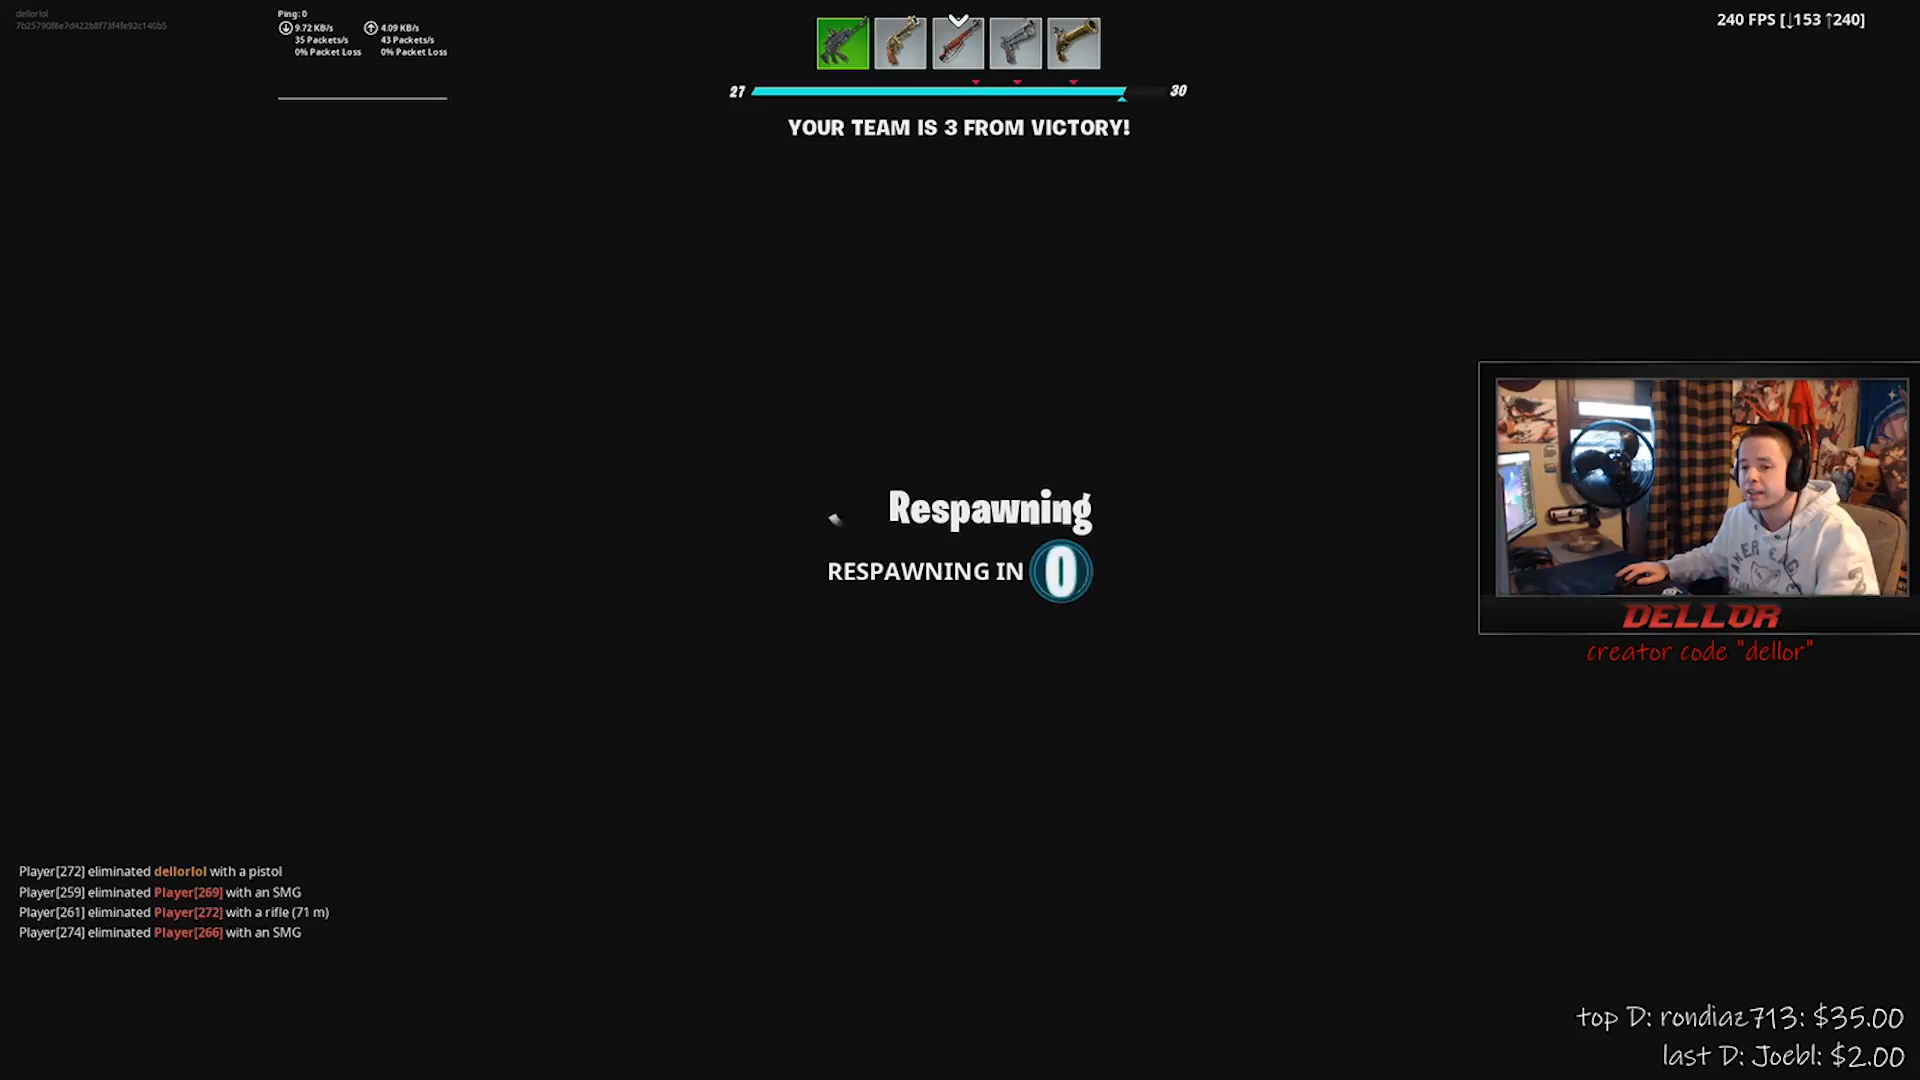 dellorlol
7b25790f8e7d422b8f73f4fe92c140b5
Ping: 0
9.72 KB/s
35 Packets/s
0% Packet Loss
4.09 KB/s
43 Packets/s
0% Packet Loss
240 FPS [↓153 ↑240]
27
30
YOUR TEAM IS 3 FROM VICTORY!
Respawning
RESPAWNING IN 0
DELLOR
creator code "dellor"
Player[272] eliminated dellorlol with a pistol
Player[259] eliminated Player[269] with an SMG
Player[261] eliminated Player[272] with a rifle (71 m)
Player[274] eliminated Player[266] with an SMG
top D: rondiaz713: $35.00
last D: Joebl: $2.00